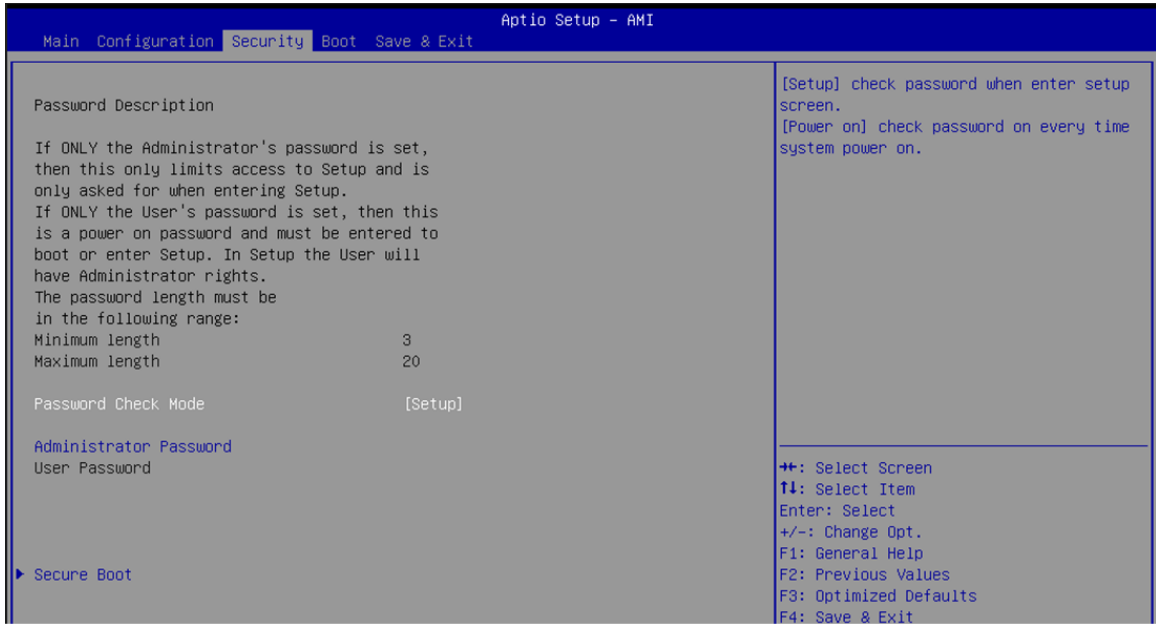 Aptio Setup - AMI
Main Configuration Security Boot Save & Exit
Password Description
If ONLY the Administrator's password is set,
then this only limits access to Setup and is
only asked for when entering Setup.
If ONLY the User's password is set, then this
is a power on password and must be entered to
boot or enter Setup. In Setup the User will
have Administrator rights.
The password length must be
in the following range:
Minimum length 3
Maximum length 20
Password Check Mode [Setup]
Administrator Password
User Password
Secure Boot
[Setup] check password when enter setup
screen.
[Power on] check password on every time
system power on.
→←: Select Screen
↑↓: Select Item
Enter: Select
+/-: Change Opt.
F1: General Help
F2: Previous Values
F3: Optimized Defaults
F4: Save & Exit